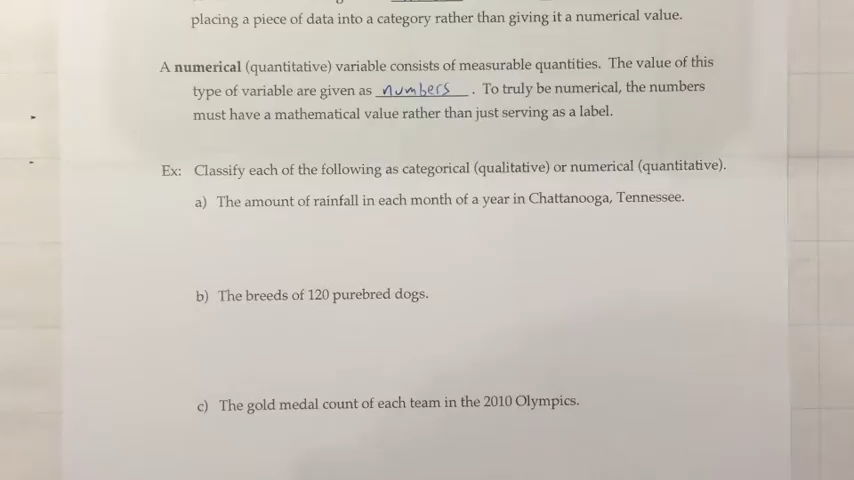 placing a piece of data into a category rather than giving it a numerical value.
A numerical (quantitative) variable consists of measurable quantities. The value of this
type of variable are given as numbers. To truly be numerical, the numbers
must have a mathematical value rather than just serving as a label.
Ex: Classify each of the following as categorical (qualitative) or numerical (quantitative).
a) The amount of rainfall in each month of a year in Chattanooga, Tennessee.
b) The breeds of 120 purebred dogs.
c) The gold medal count of each team in the 2010 Olympics.